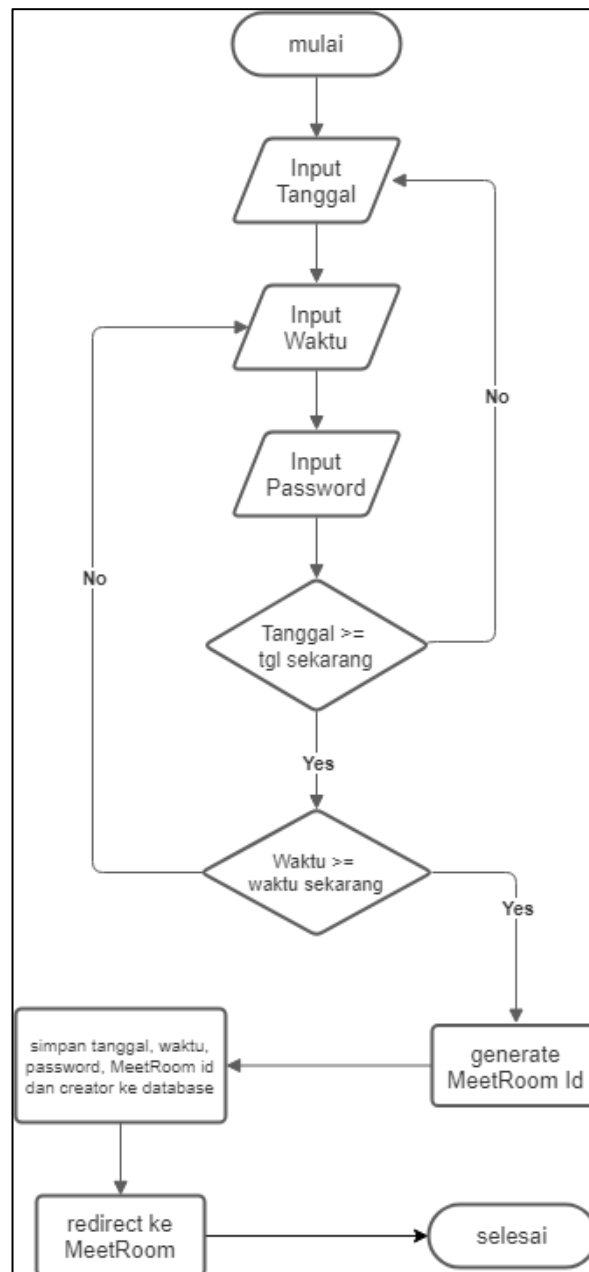 mulai
Input
Tanggal
Input
Waktu
No
Input
Password
No
Tanggal >=
tgl sekarang
Yes
Waktu >=
waktu sekarang
Yes
simpan tanggal, waktu,
password, MeetRoom id
dan creator ke database
generate
MeetRoom Id
redirect ke
MeetRoom
selesai